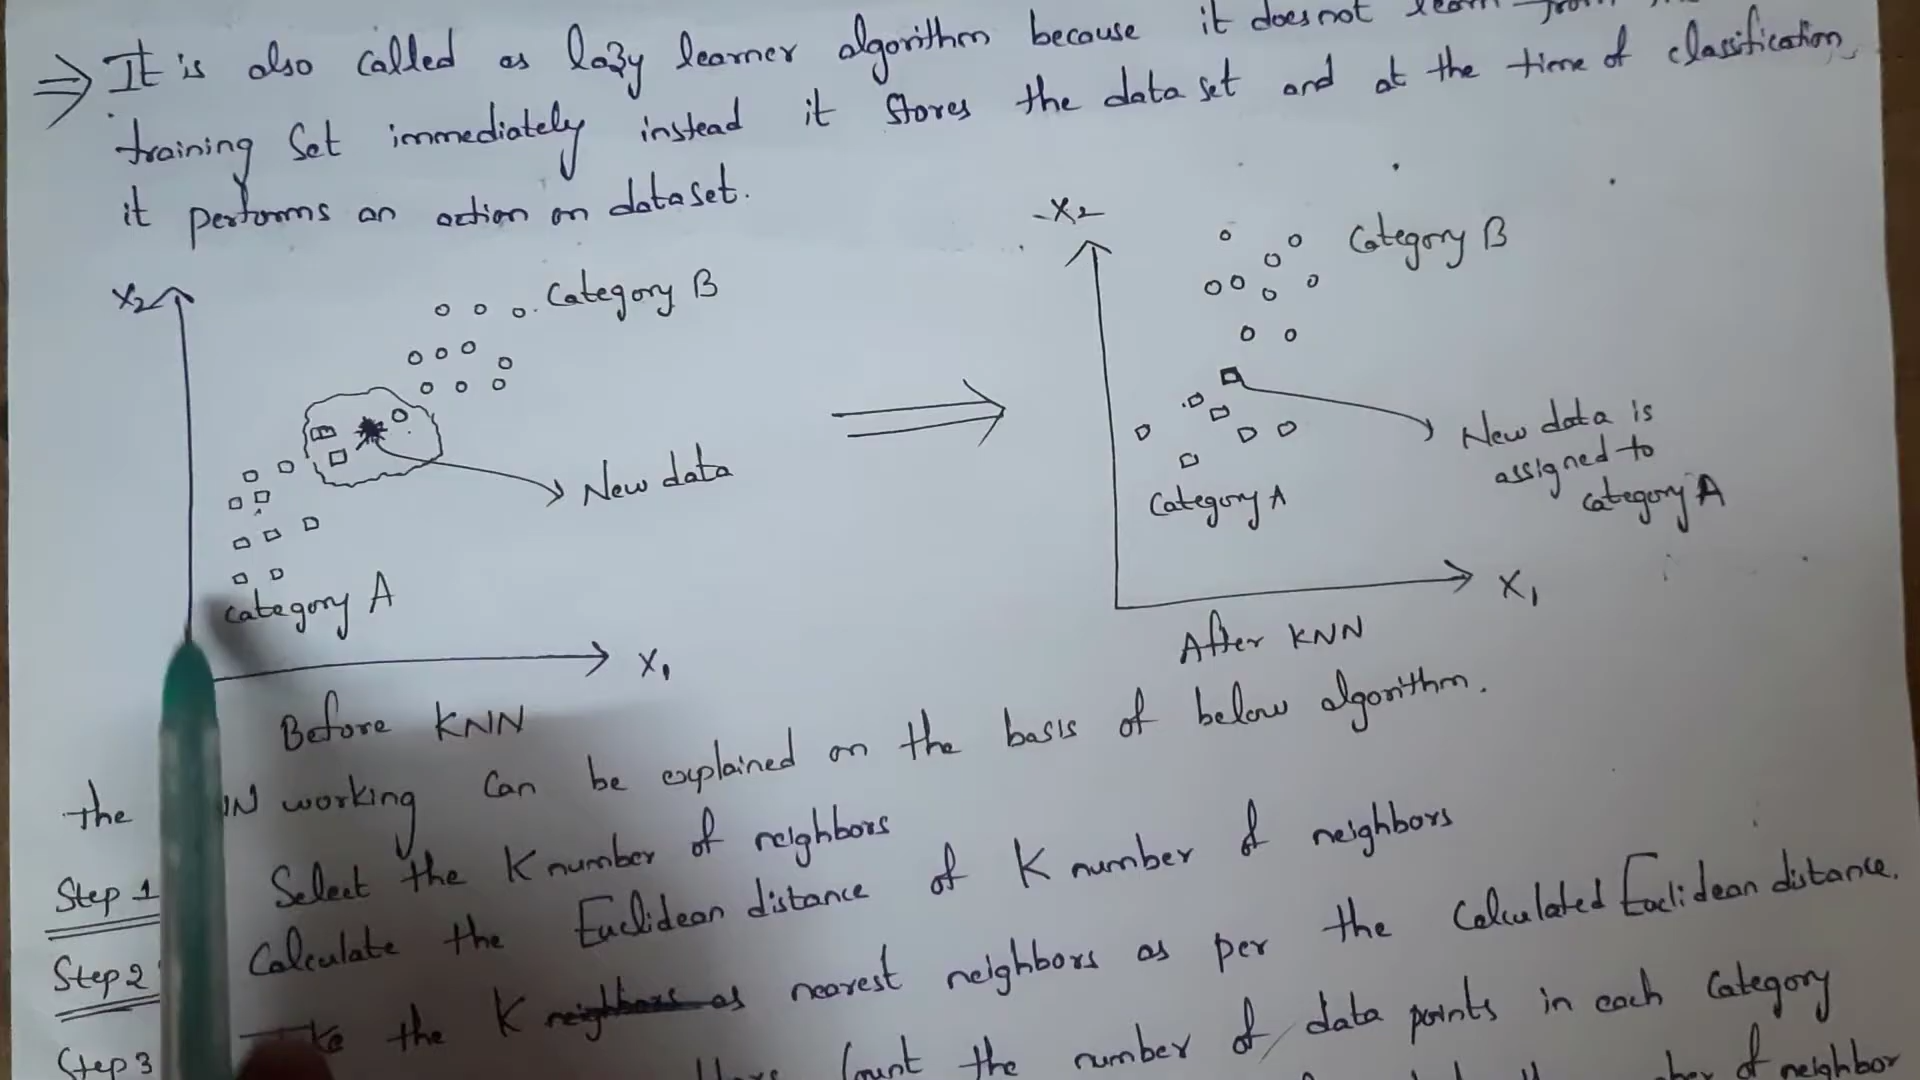 ⇒ It is also called as lazy learner algorithm because it does not learn from the
training set immediately instead it stores the data set and at the time of classification,
it performs an action on dataset.
X2
Category B
New data
Category A
X1
Before KNN
X2
Category B
New data is
assigned to
category A
Category A
X1
After KNN
the working can be explained on the basis of below algorithm.
Step 1 Select the K number of neighbors
Step 2 Calculate the Euclidean distance of K number of neighbors
Step 3 the K nearest neighbors as per the Calculated Euclidean distance.
Count the number of data points in each Category
of neighbor